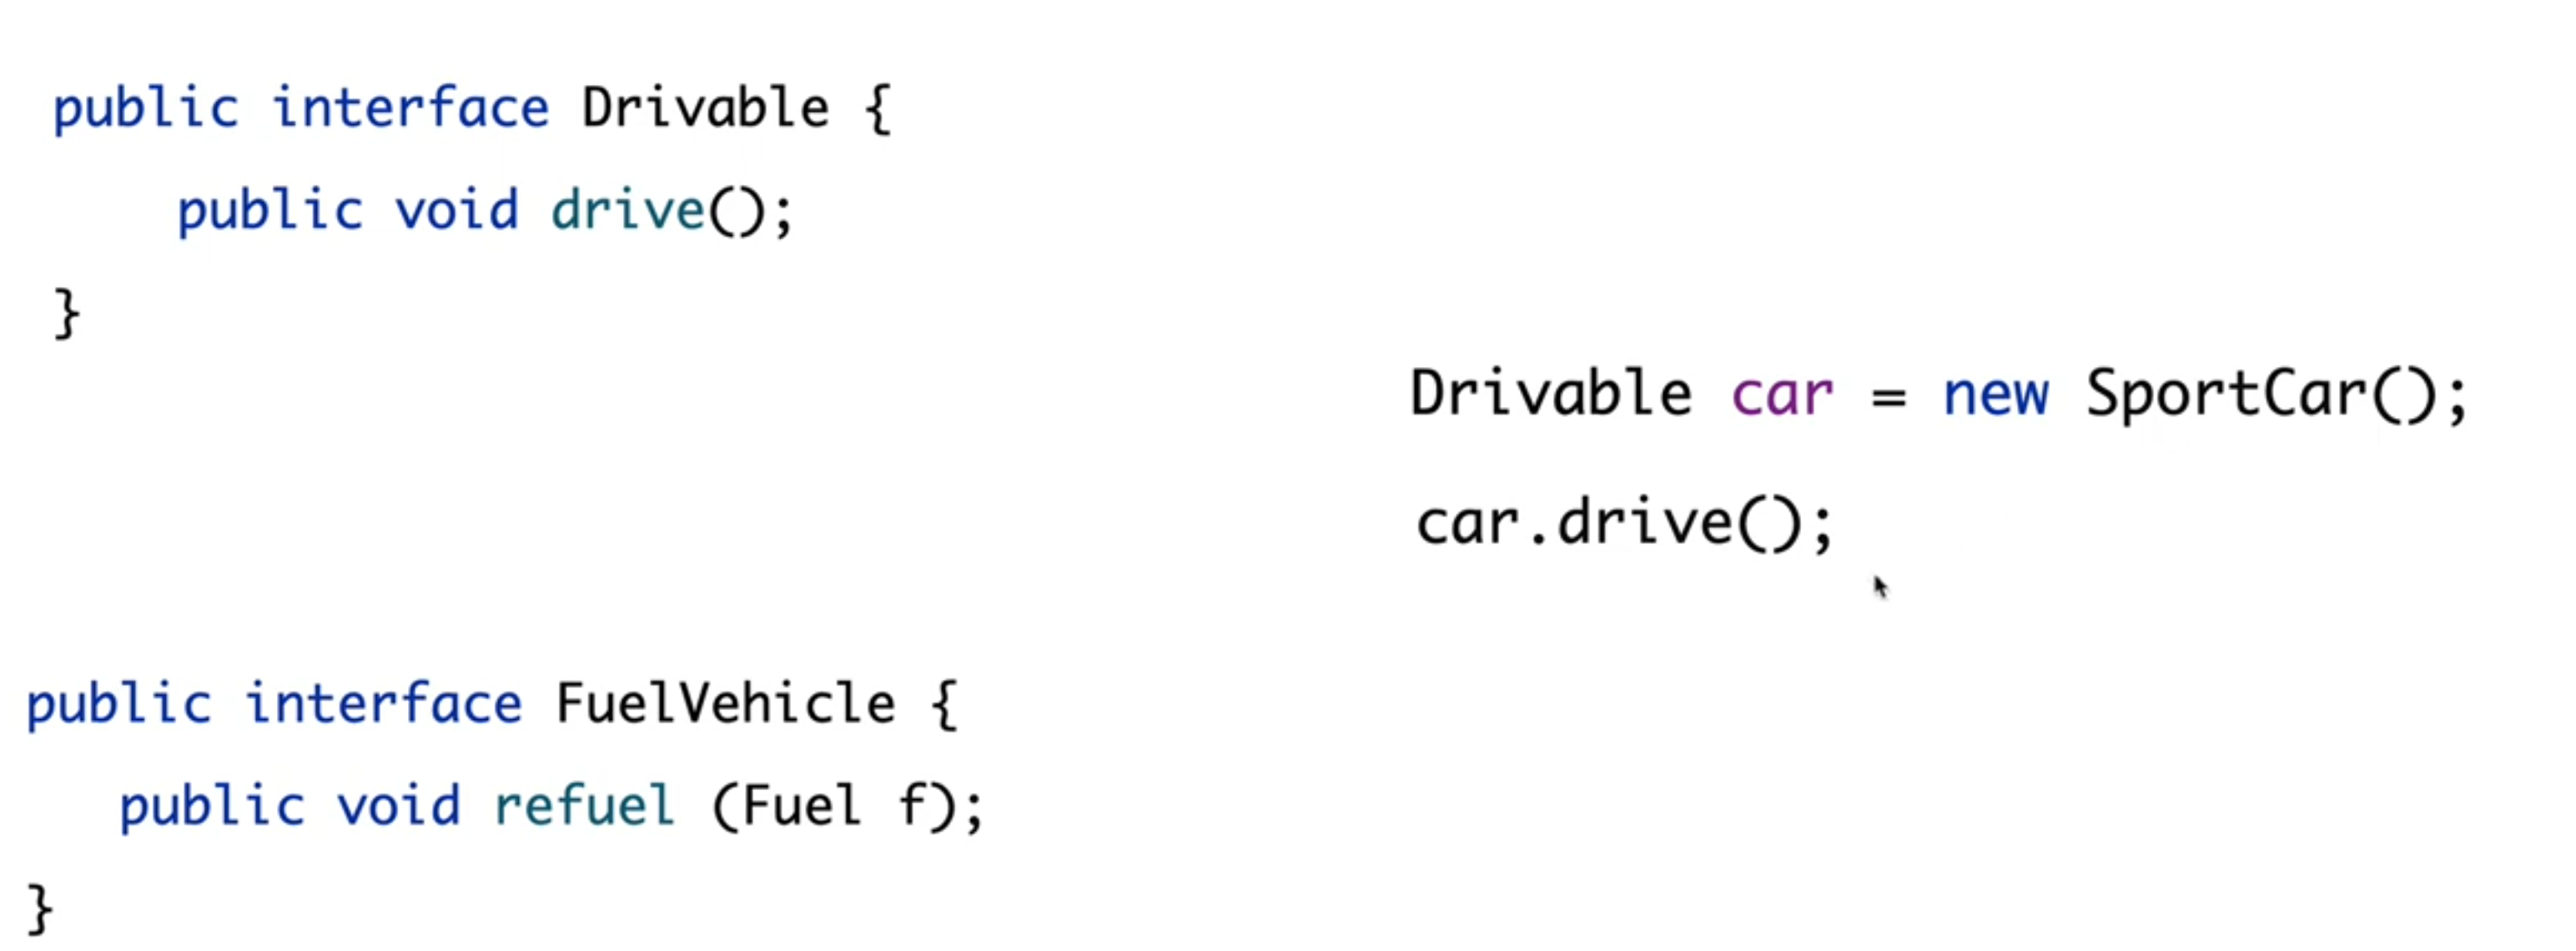 public interface Drivable {
public void drive();
}
Drivable car = new SportCar();
car.drive();
public interface FuelVehicle {
public void refuel (Fuel f);
}